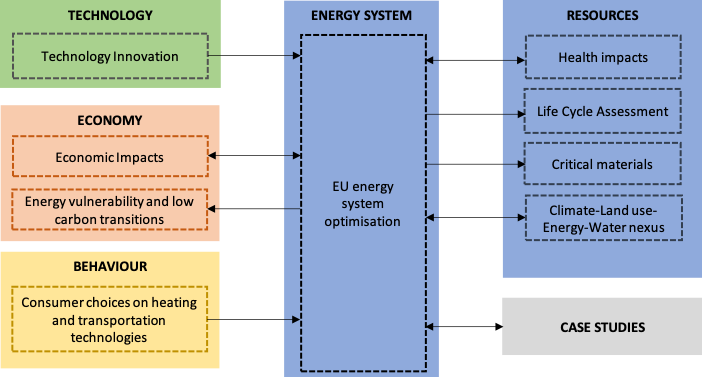 TECHNOLOGY
Technology Innovation
ECONOMY
Economic Impacts
Energy vulnerability and low
carbon transitions
BEHAVIOUR
Consumer choices on heating
and transportation
technologies
ENERGY SYSTEM
EU energy
system
optimisation
RESOURCES
Health impacts
Life Cycle Assessment
Critical materials
Climate-Land use-
Energy-Water nexus
CASE STUDIES